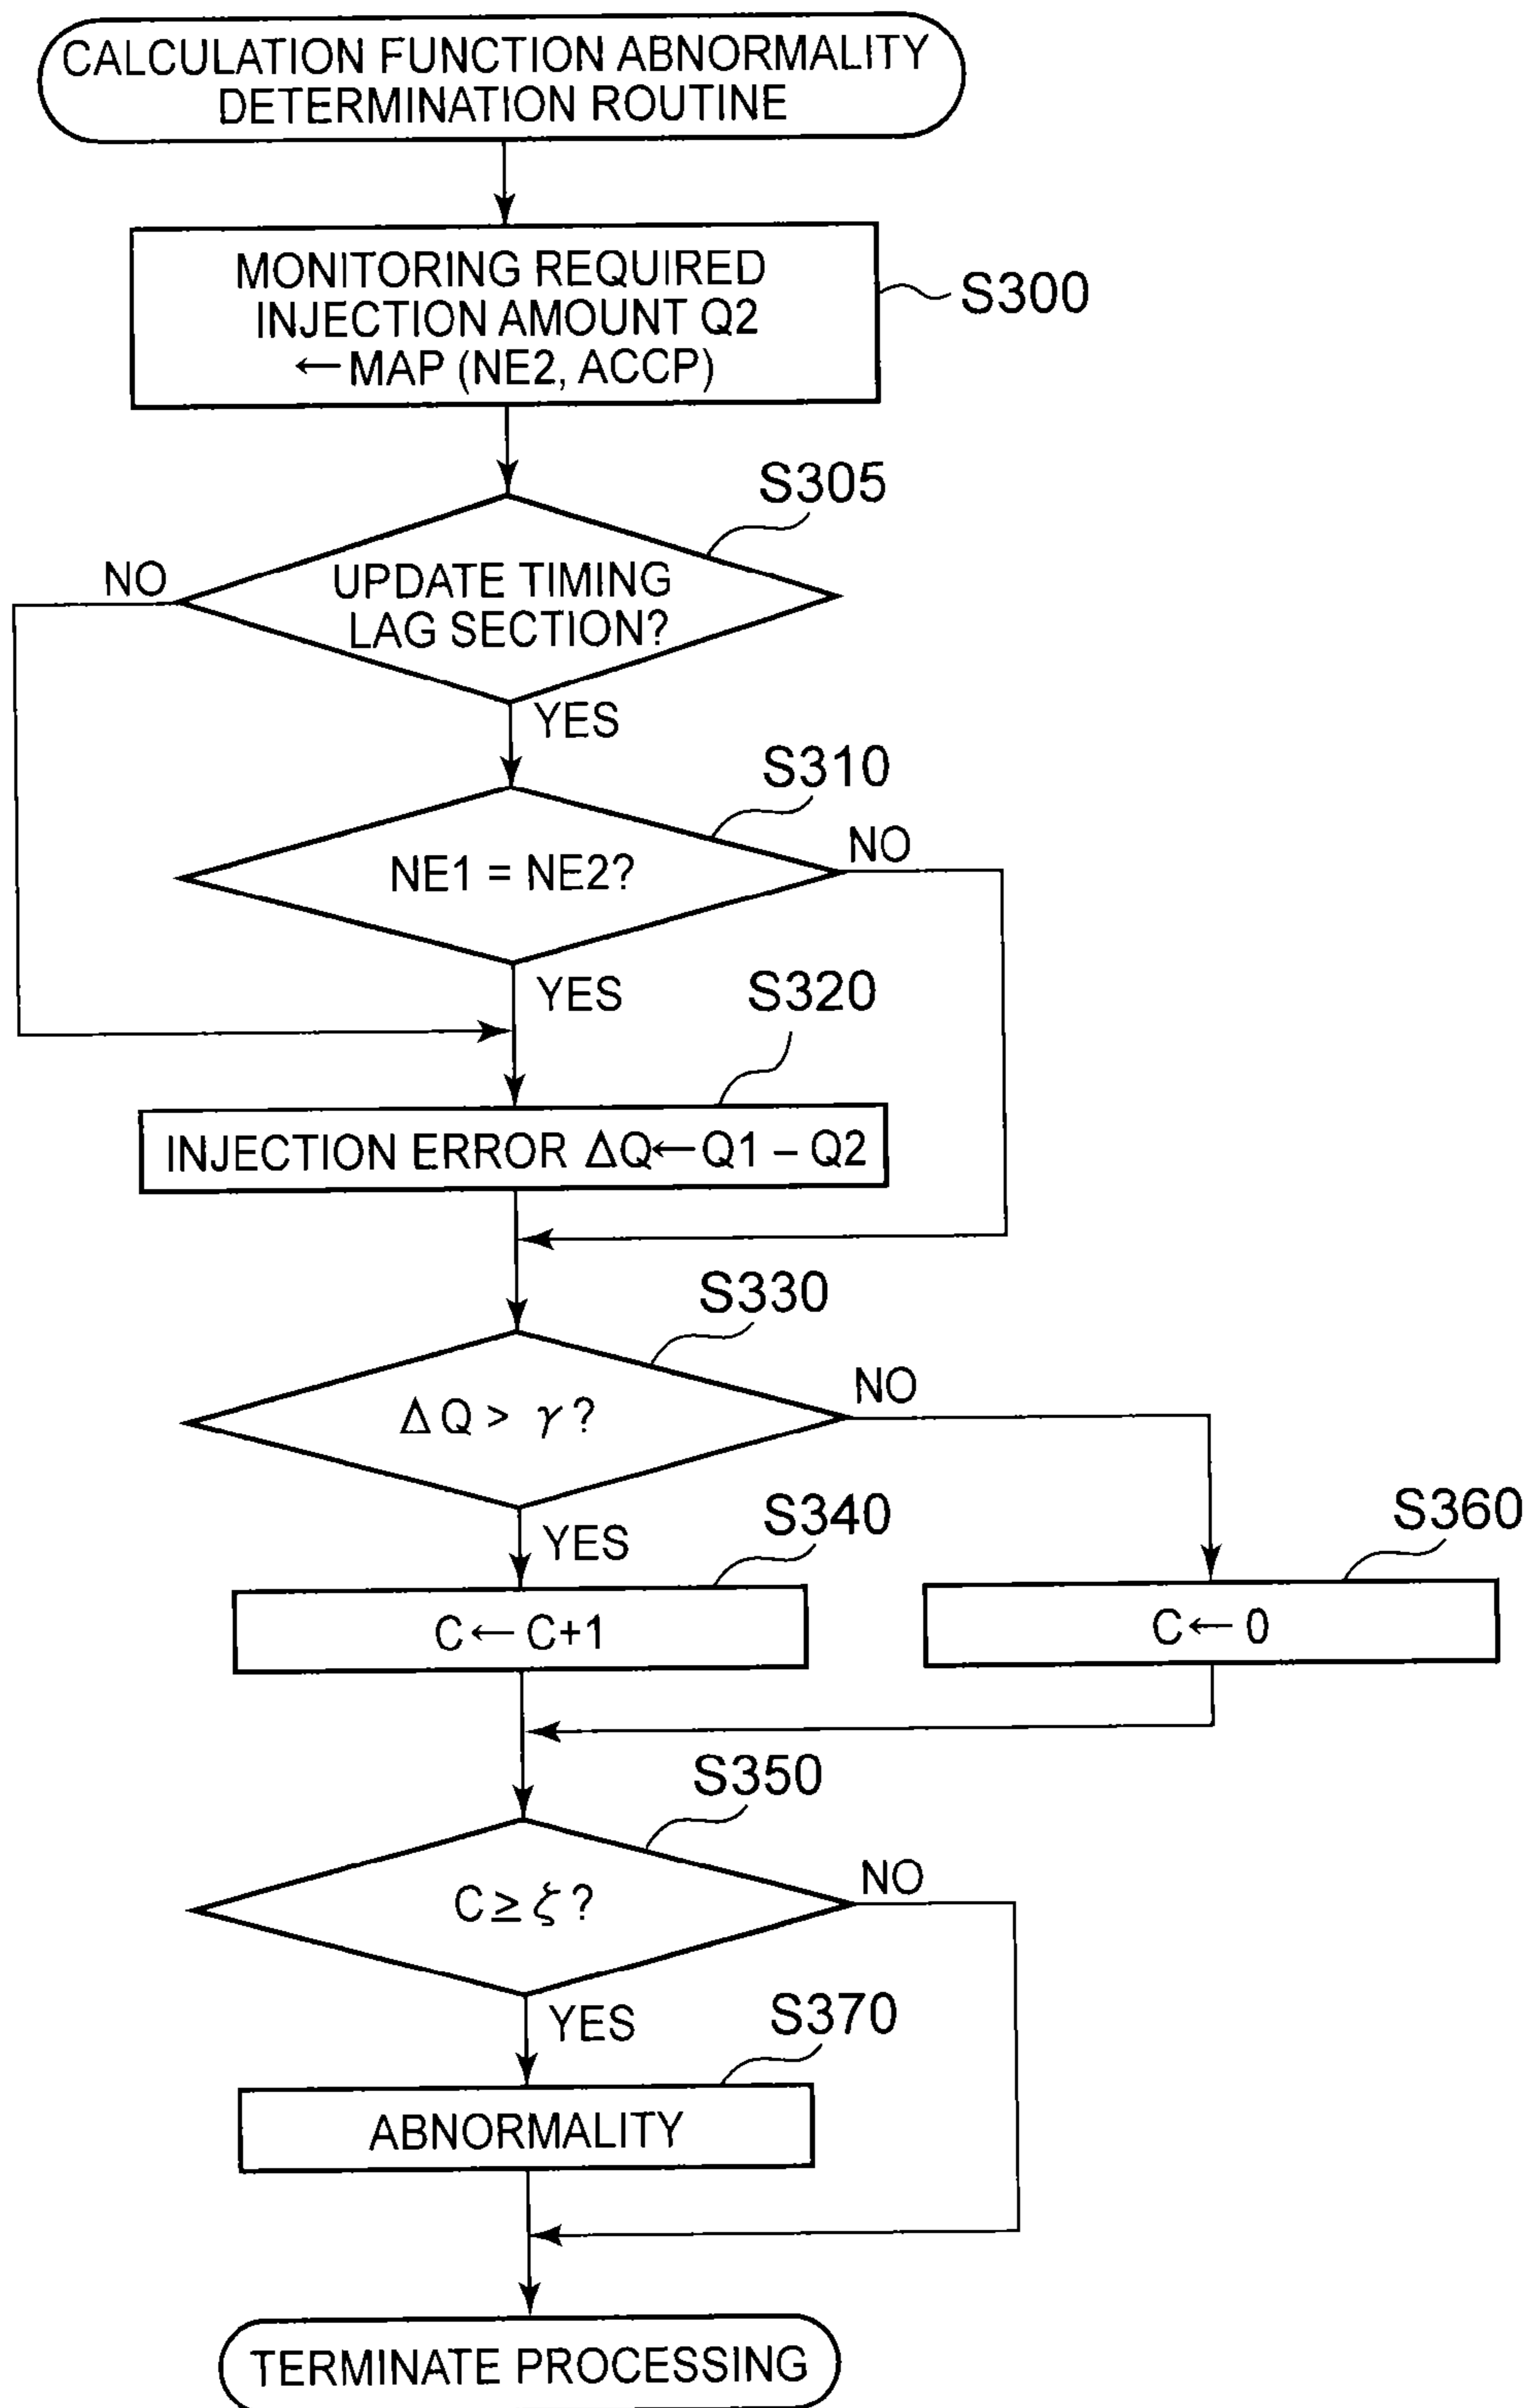 CALCULATION FUNCTION ABNORMALITY
DETERMINATION ROUTINE
MONITORING REQUIRED
INJECTION AMOUNT Q2
← MAP (NE2, ACCP)
S300
S305
NO
UPDATE TIMING
LAG SECTION?
YES
S310
NO
NE1 = NE2?
YES
S320
INJECTION ERROR ΔQ←Q1 – Q2
S330
NO
ΔQ > γ?
YES
S340
S360
C← C+1
C← 0
S350
NO
C ≥ ζ?
YES
S370
ABNORMALITY
TERMINATE PROCESSING